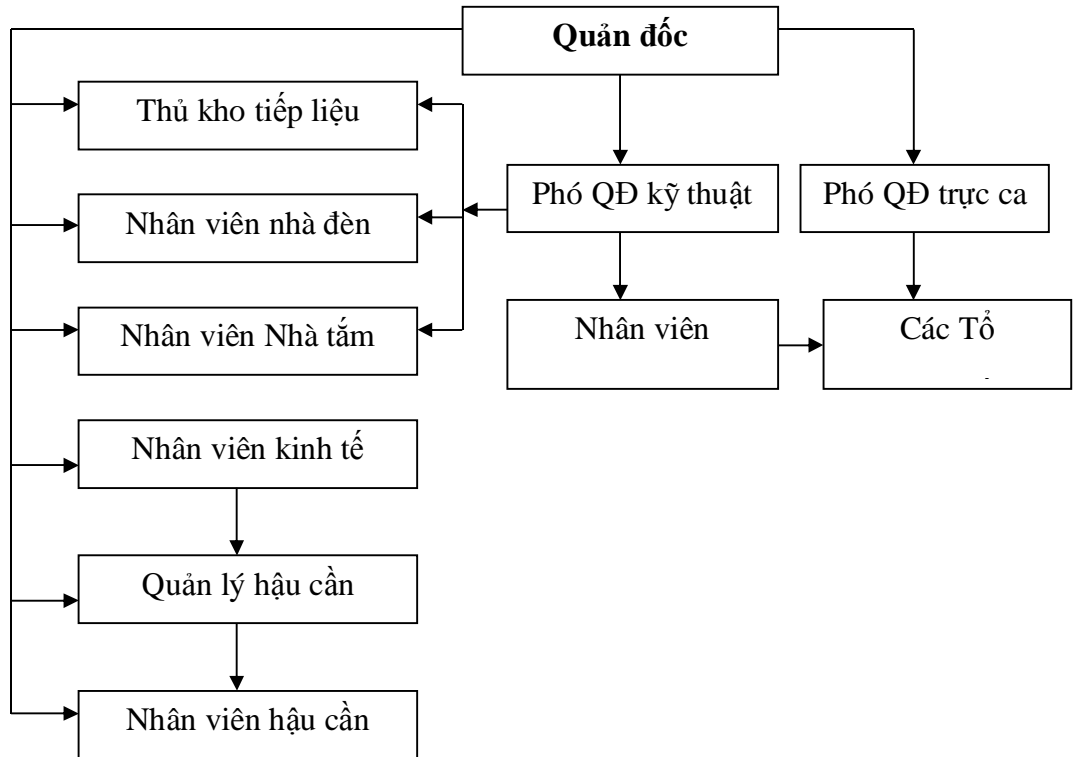 Quản đốc
Thủ kho tiếp liệu
Phó QĐ kỹ thuật
Phó QĐ trực ca
Nhân viên nhà đèn
Nhân viên Nhà tắm
Nhân viên
Các Tổ
Nhân viên kinh tế
Quản lý hậu cần
Nhân viên hậu cần